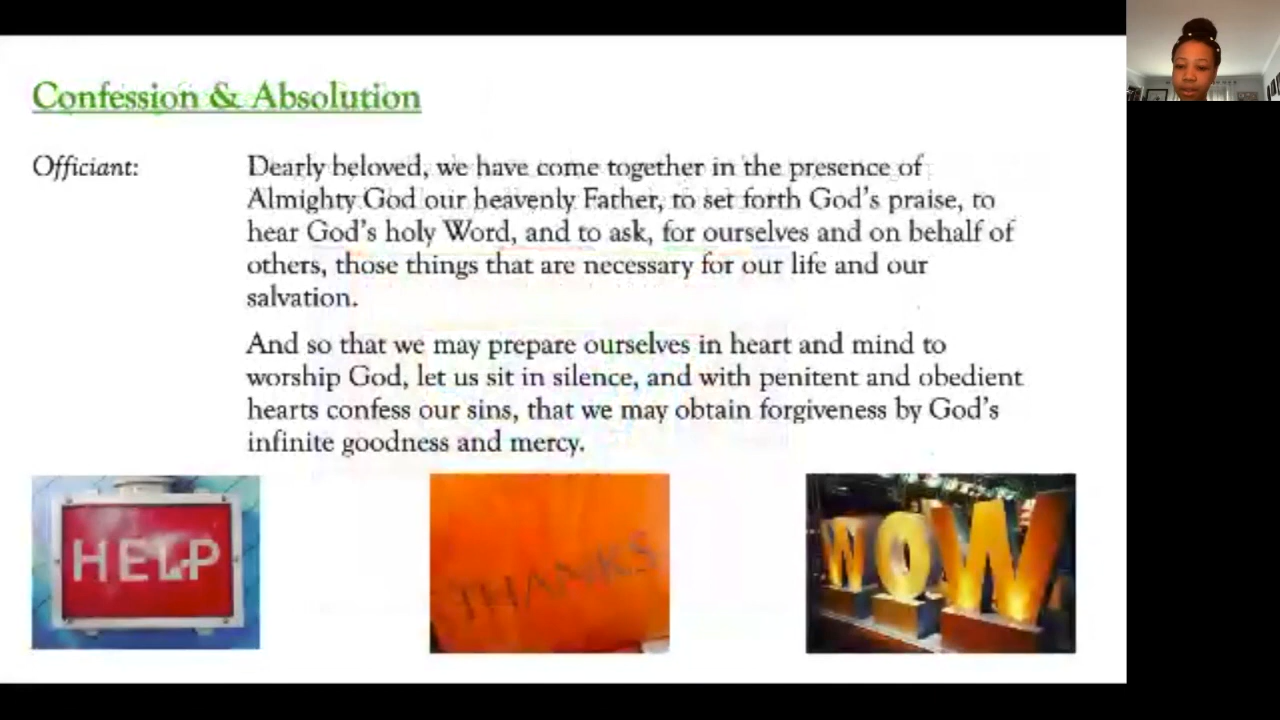 Confession & Absolution
Officiant:
Dearly beloved, we have come together in the presence of
Almighty God our heavenly Father, to set forth God's praise, to
hear God's holy Word, and to ask, for ourselves and on behalf of
others, those things that are necessary for our life and our
salvation.
And so that we may prepare ourselves in heart and mind to
worship God, let us sit in silence, and with penitent and obedient
hearts confess our sins, that we may obtain forgiveness by God's
infinite goodness and mercy.
HELP
THANKS
WOW